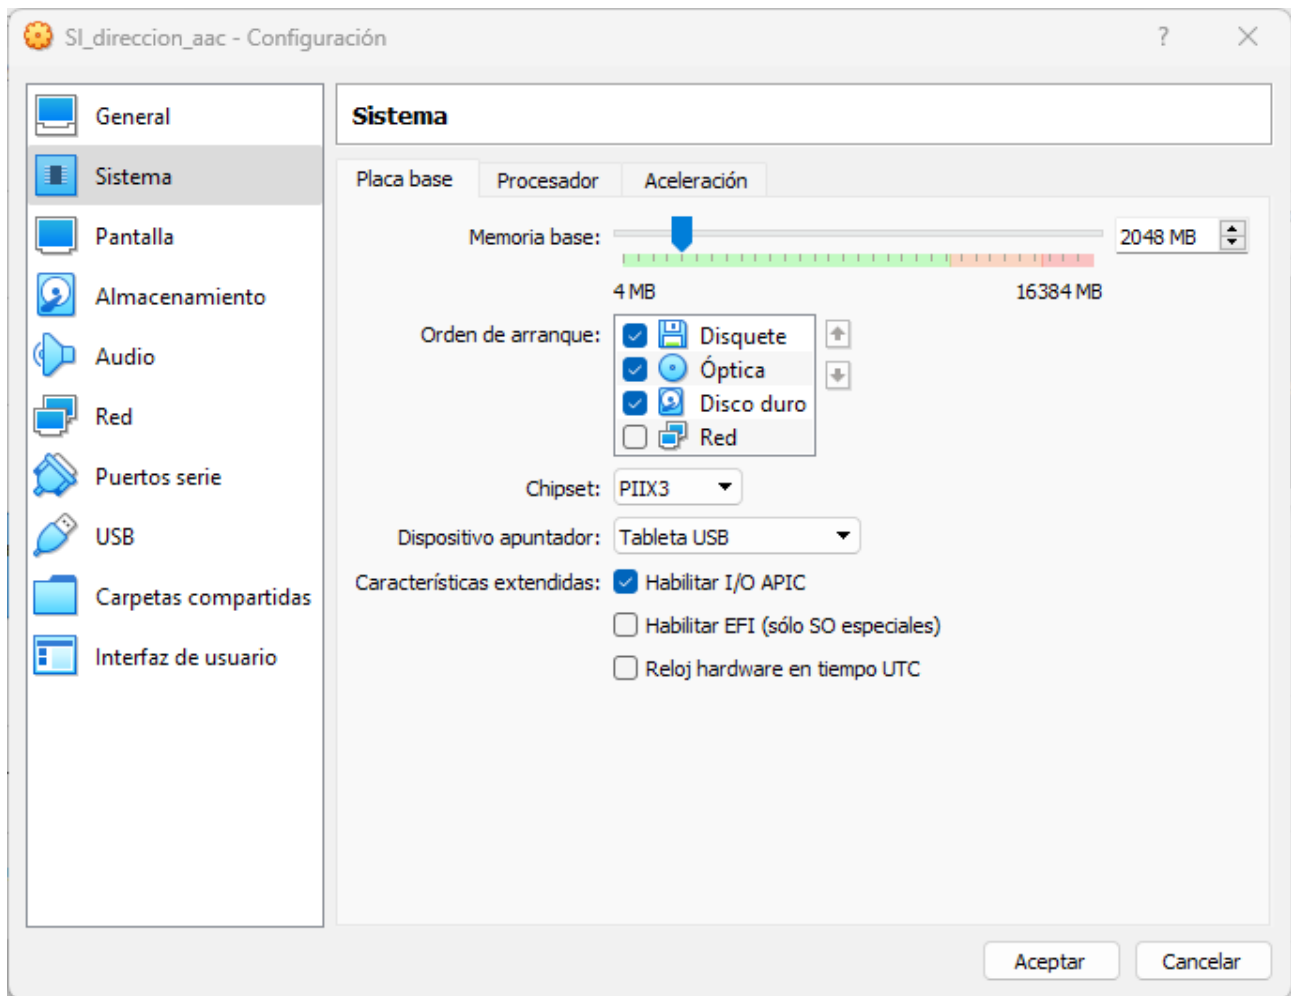 SI_direccion_aac - Configuración
?
General
Sistema
Pantalla
Almacenamiento
Audio
Red
Puertos serie
USB
Carpetas compartidas
Interfaz de usuario
Sistema
Placa base
Procesador
Aceleración
Memoria base:
2048 MB
4 MB
16384 MB
Orden de arranque:
Disquete
Óptica
Disco duro
Red
Chipset:
PIIX3
Dispositivo apuntador:
Tableta USB
Características extendidas:
Habilitar I/O APIC
Habilitar EFI (sólo SO especiales)
Reloj hardware en tiempo UTC
Aceptar
Cancelar